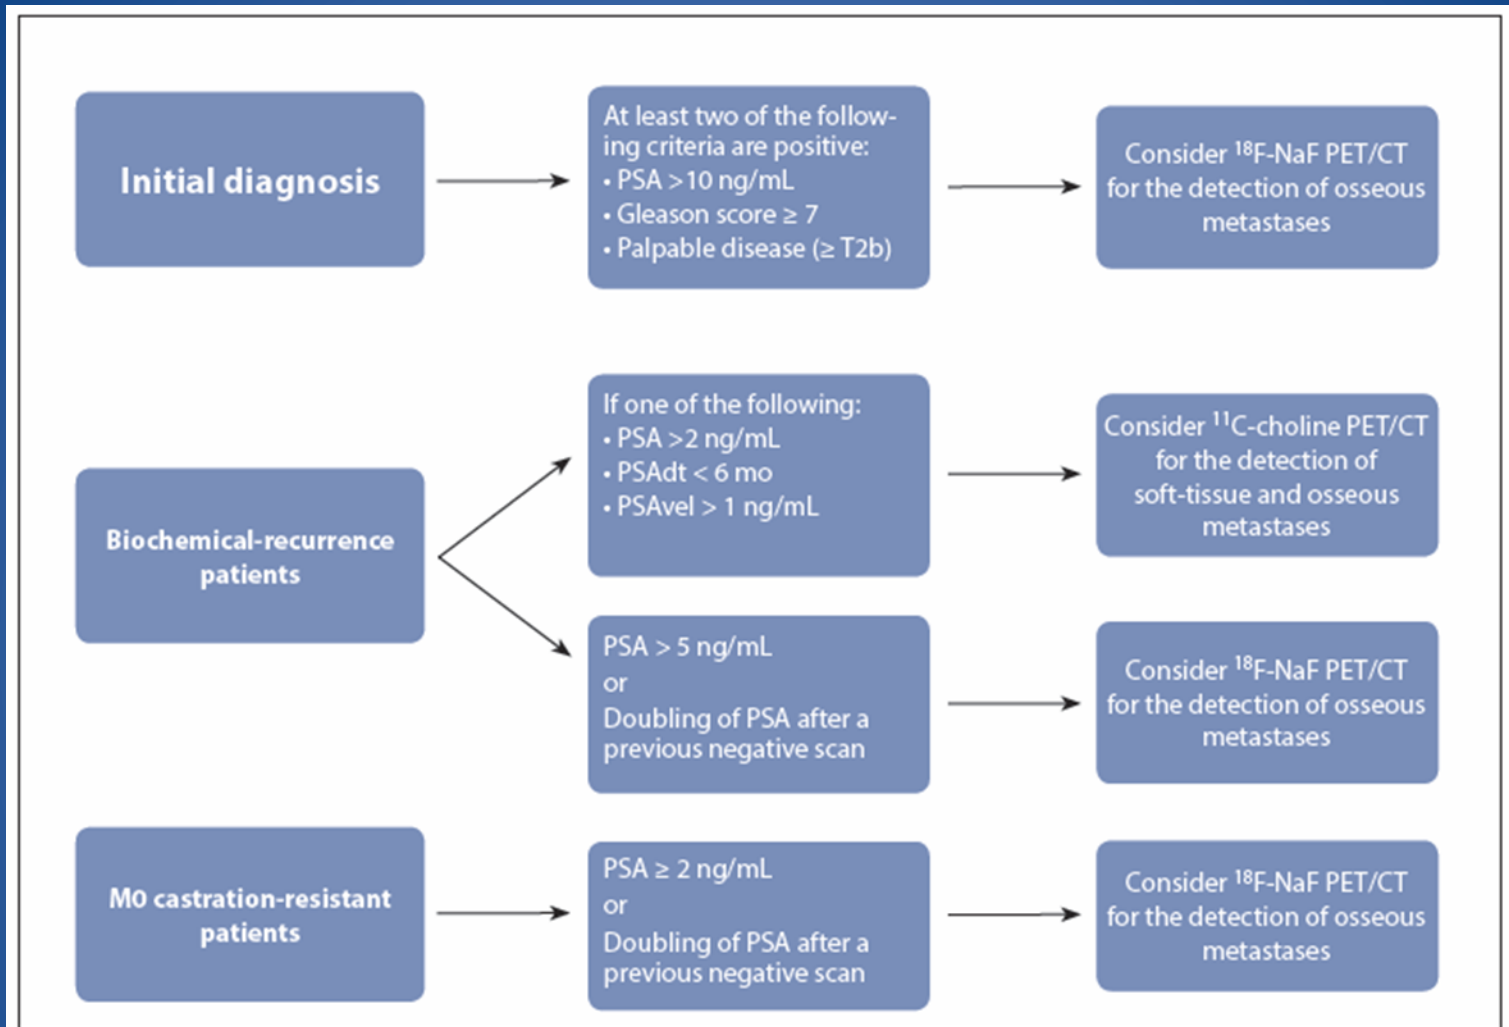 Initial diagnosis
At least two of the follow-
ing criteria are positive:
• PSA >10 ng/mL
• Gleason score ≥ 7
• Palpable disease (≥ T2b)
Consider ¹⁸F-NaF PET/CT
for the detection of osseous
metastases
Biochemical-recurrence
patients
If one of the following:
• PSA >2 ng/mL
• PSAdt < 6 mo
• PSAvel > 1 ng/mL
Consider ¹¹C-choline PET/CT
for the detection of
soft-tissue and osseous
metastases
PSA > 5 ng/mL
or
Doubling of PSA after a
previous negative scan
Consider ¹⁸F-NaF PET/CT
for the detection of osseous
metastases
M0 castration-resistant
patients
PSA ≥ 2 ng/mL
or
Doubling of PSA after a
previous negative scan
Consider ¹⁸F-NaF PET/CT
for the detection of osseous
metastases